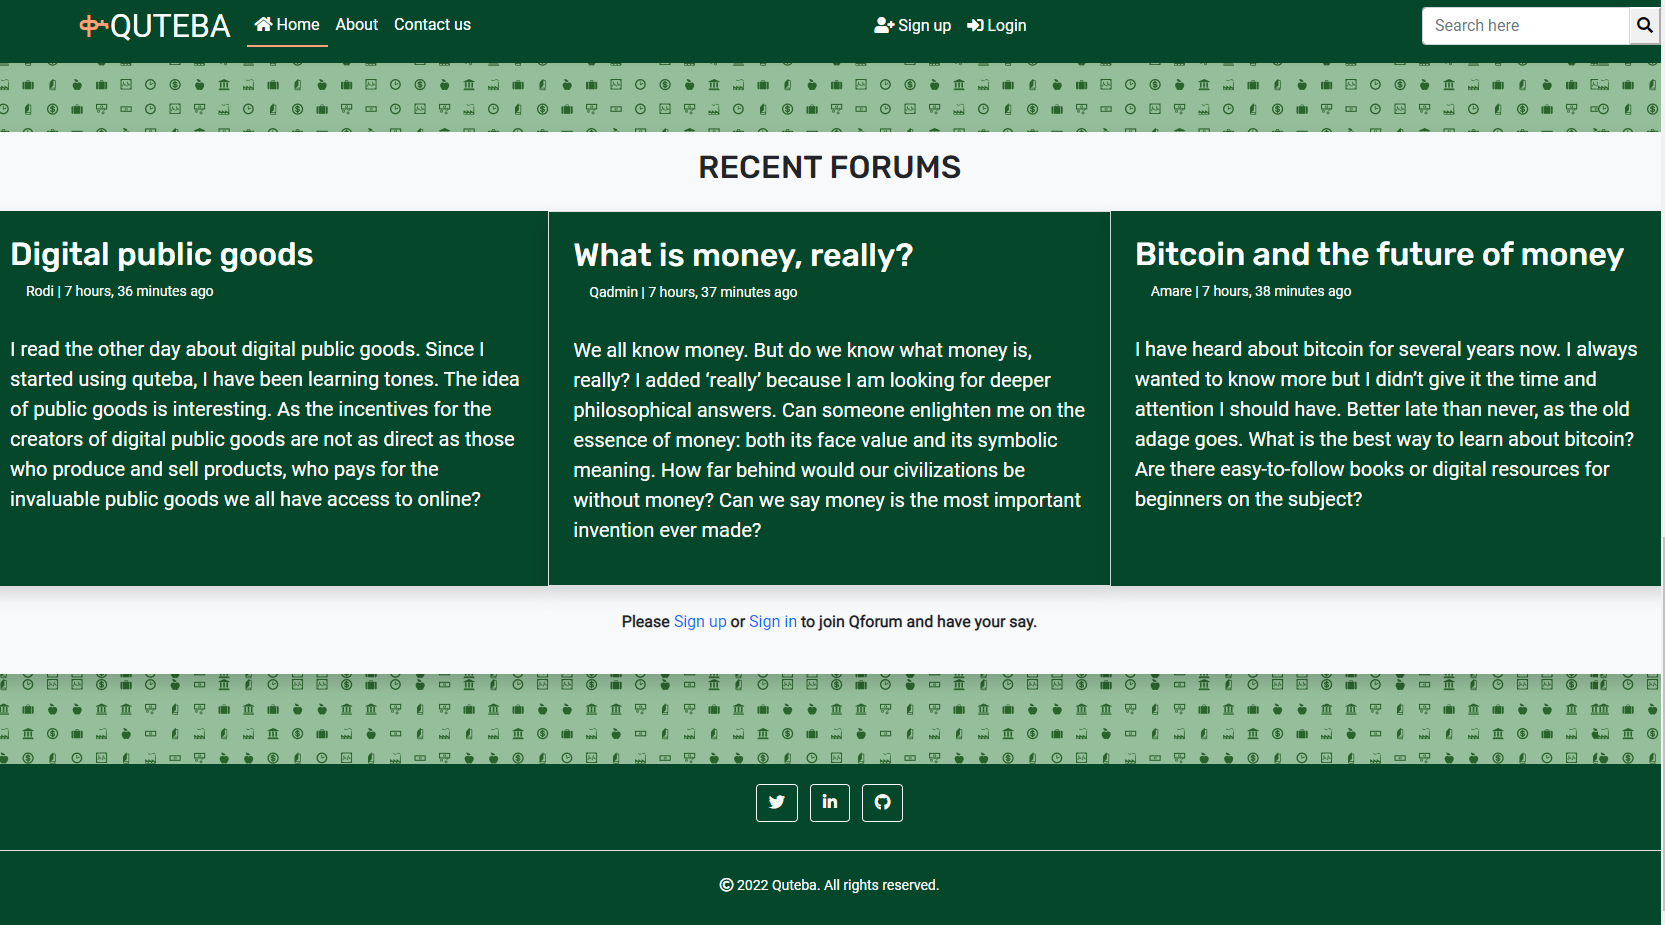 ቍQUTEBA Home About Contact us Sign up Login Search here
RECENT FORUMS
Digital public goods
Rodi | 7 hours, 36 minutes ago
I read the other day about digital public goods. Since I
started using quteba, I have been learning tones. The idea
of public goods is interesting. As the incentives for the
creators of digital public goods are not as direct as those
who produce and sell products, who pays for the
invaluable public goods we all have access to online?
What is money, really?
Qadmin | 7 hours, 37 minutes ago
We all know money. But do we know what money is,
really? I added ‘really’ because I am looking for deeper
philosophical answers. Can someone enlighten me on the
essence of money: both its face value and its symbolic
meaning. How far behind would our civilizations be
without money? Can we say money is the most important
invention ever made?
Bitcoin and the future of money
Amare | 7 hours, 38 minutes ago
I have heard about bitcoin for several years now. I always
wanted to know more but I didn’t give it the time and
attention I should have. Better late than never, as the old
adage goes. What is the best way to learn about bitcoin?
Are there easy-to-follow books or digital resources for
beginners on the subject?
Please Sign up or Sign in to join Qforum and have your say.
© 2022 Quteba. All rights reserved.